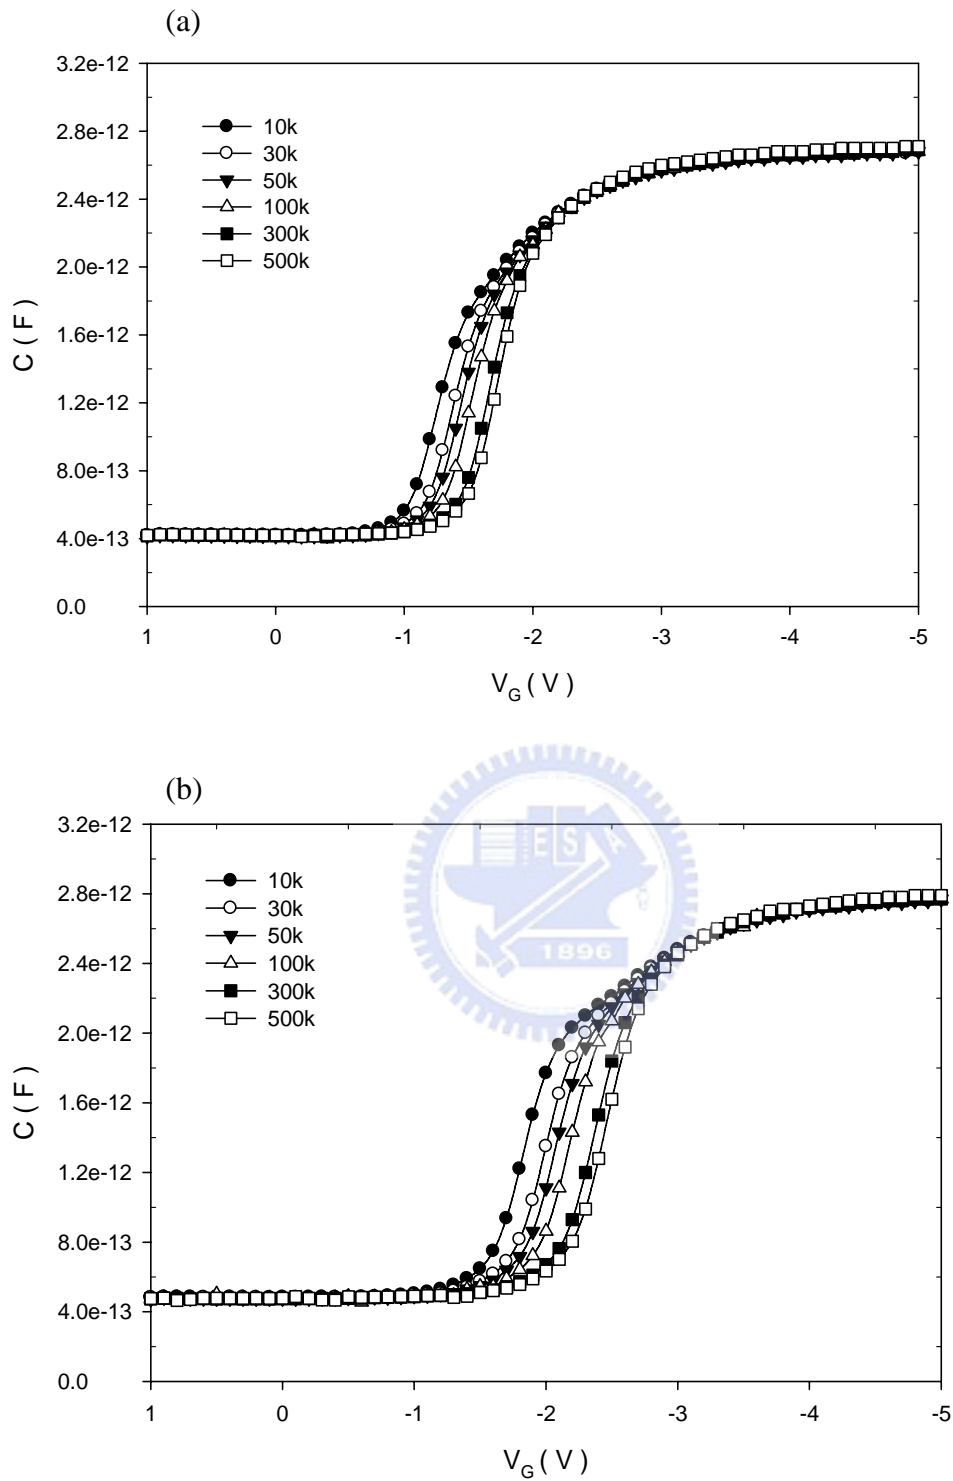 (a)
3.2e-12
2.8e-12
2.4e-12
2.0e-12
1.6e-12
1.2e-12
8.0e-13
4.0e-13
0.0
C ( F )
10k
30k
50k
100k
300k
500k
1 0 -1 -2 -3 -4 -5
V_G ( V )
(b)
3.2e-12
2.8e-12
2.4e-12
2.0e-12
1.6e-12
1.2e-12
8.0e-13
4.0e-13
0.0
C ( F )
10k
30k
50k
100k
300k
500k
E S A
1896
1 0 -1 -2 -3 -4 -5
V_G ( V )